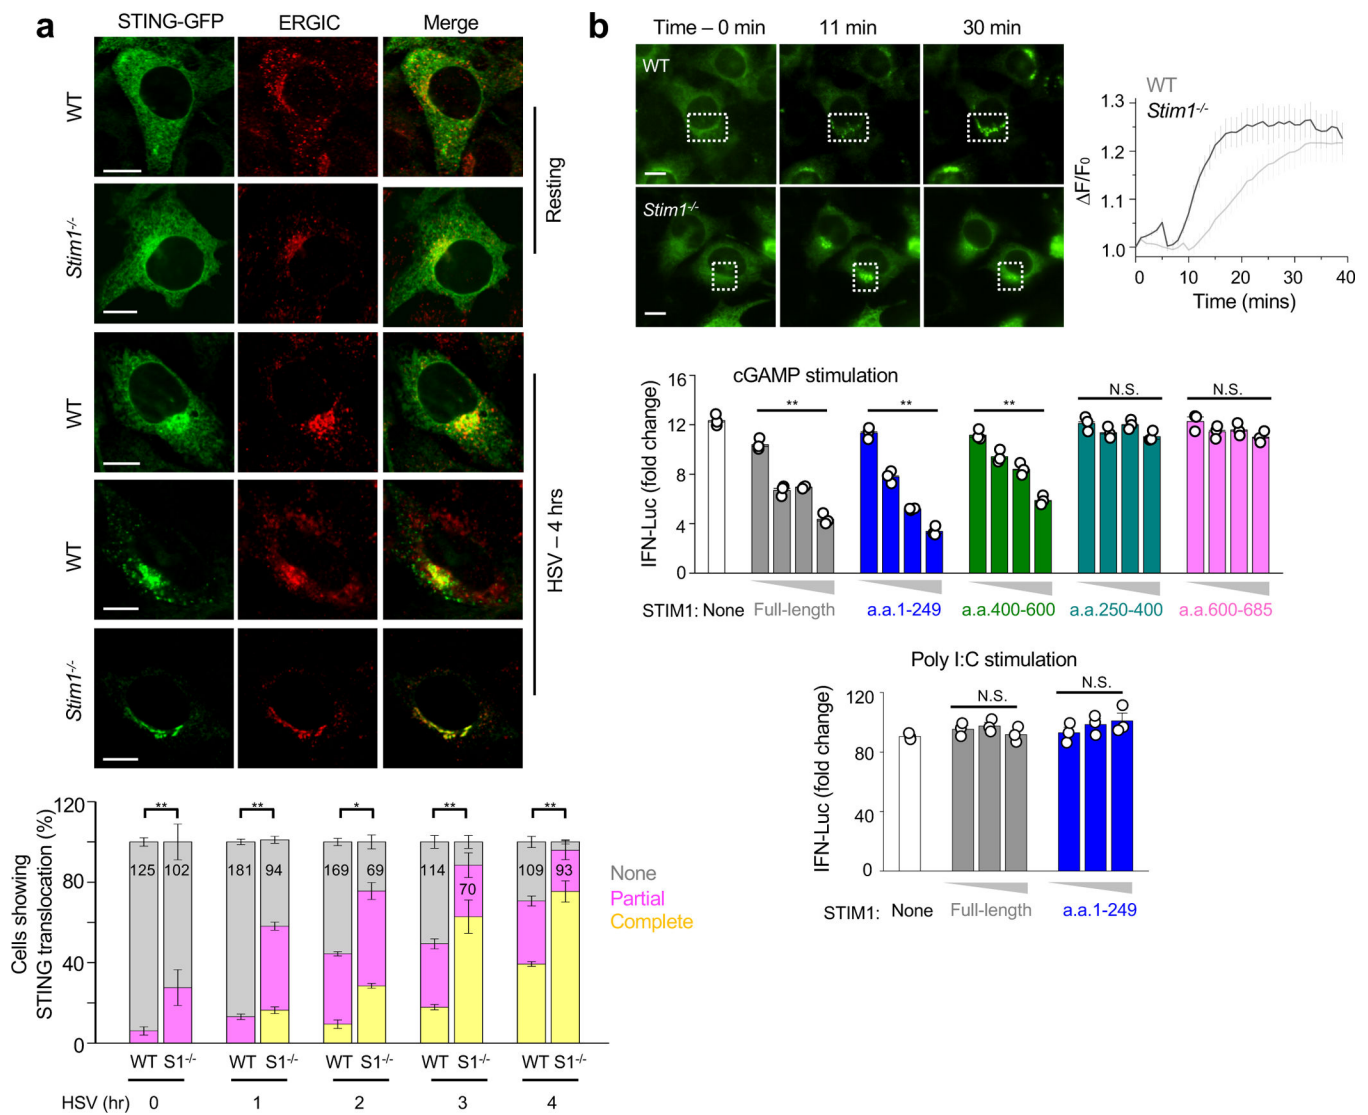 a
STING-GFP ERGIC Merge
WT
Stim1-/-
Resting
WT
WT
Stim1-/-
HSV – 4 hrs
120
80
40
0
Cells showing
STING translocation (%)
** ** * ** **
125 102 181 94 169 69 114 70 109 93
None
Partial
Complete
WT S1-/- WT S1-/- WT S1-/- WT S1-/- WT S1-/-
HSV (hr) 0 1 2 3 4
b
Time – 0 min 11 min 30 min
WT
Stim1-/-
WT
Stim1-/-
1.3
1.2
1.1
1.0
ΔF/F0
0 10 20 30 40
Time (mins)
cGAMP stimulation
16
12
8
4
0
IFN-Luc (fold change)
** ** ** N.S. N.S.
STIM1: None Full-length a.a.1-249 a.a.400-600 a.a.250-400 a.a.600-685
Poly I:C stimulation
120
80
40
0
IFN-Luc (fold change)
N.S. N.S.
STIM1: None Full-length a.a.1-249